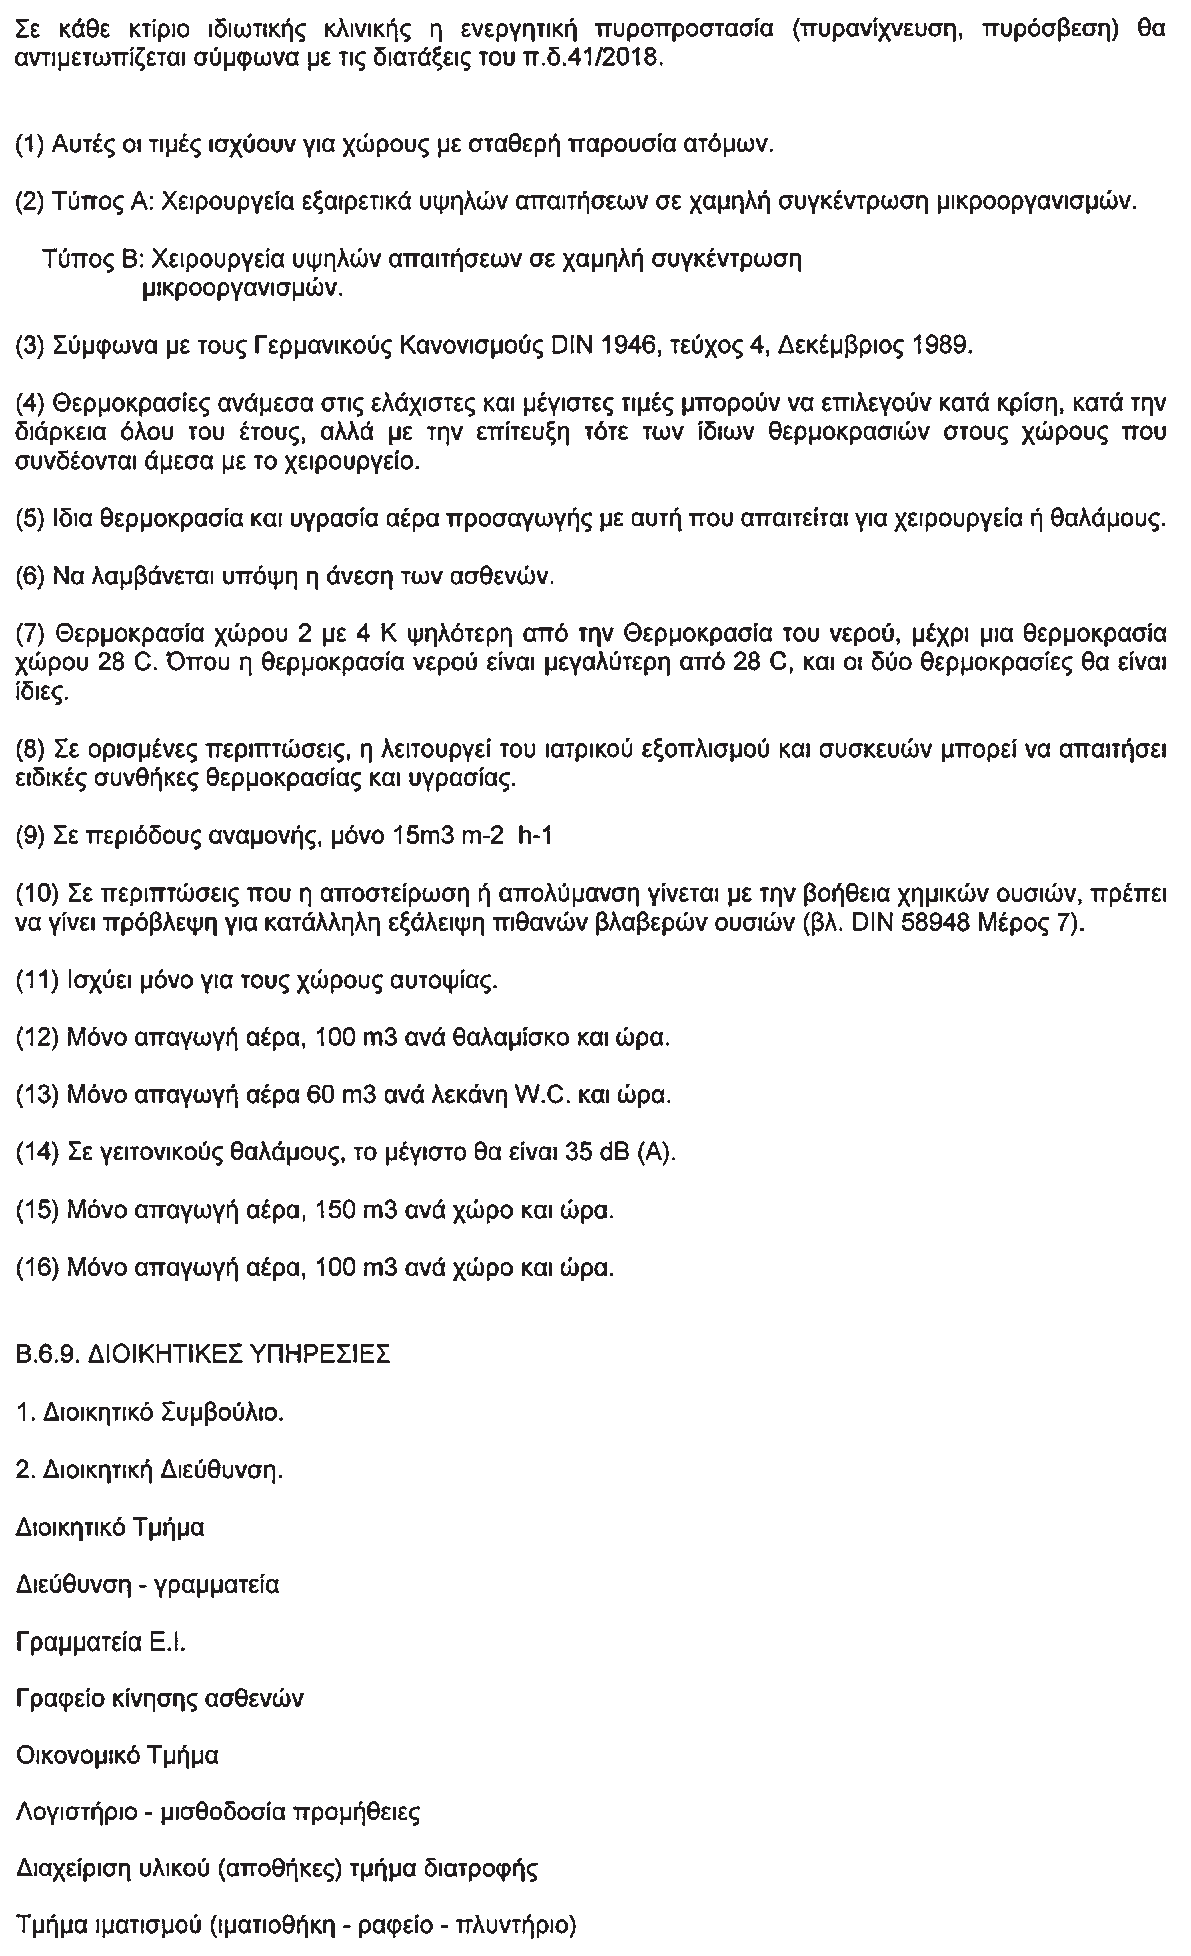 Σε κάθε κτίριο ιδιωτικής κλινικής η ενεργητική πυροπροστασία (πυρανίχνευση, πυρόσβεση) θα
αντιμετωπίζεται σύμφωνα με τις διατάξεις του π.δ.41/2018.
(1) Αυτές οι τιμές ισχύουν για χώρους με σταθερή παρουσία ατόμων.
(2) Τύπος Α: Χειρουργεία εξαιρετικά υψηλών απαιτήσεων σε χαμηλή συγκέντρωση μικροοργανισμών.
Τύπος Β: Χειρουργεία υψηλών απαιτήσεων σε χαμηλή συγκέντρωση
μικροοργανισμών.
(3) Σύμφωνα με τους Γερμανικούς Κανονισμούς DIN 1946, τεύχος 4, Δεκέμβριος 1989.
(4) Θερμοκρασίες ανάμεσα στις ελάχιστες και μέγιστες τιμές μπορούν να επιλεγούν κατά κρίση, κατά την
διάρκεια όλου του έτους, αλλά με την επίτευξη τότε των ίδιων θερμοκρασιών στους χώρους που
συνδέονται άμεσα με το χειρουργείο.
(5) Ιδια θερμοκρασία και υγρασία αέρα προσαγωγής με αυτή που απαιτείται για χειρουργεία ή θαλάμους.
(6) Να λαμβάνεται υπόψη η άνεση των ασθενών.
(7) Θερμοκρασία χώρου 2 με 4 Κ ψηλότερη από την Θερμοκρασία του νερού, μέχρι μια θερμοκρασία
χώρου 28 C. Όπου η θερμοκρασία νερού είναι μεγαλύτερη από 28 C, και οι δύο θερμοκρασίες θα είναι
ίδιες.
(8) Σε ορισμένες περιπτώσεις, η λειτουργεί του ιατρικού εξοπλισμού και συσκευών μπορεί να απαιτήσει
ειδικές συνθήκες θερμοκρασίας και υγρασίας.
(9) Σε περιόδους αναμονής, μόνο 15m3 m-2 h-1
(10) Σε περιπτώσεις που η αποστείρωση ή απολύμανση γίνεται με την βοήθεια χημικών ουσιών, πρέπει
να γίνει πρόβλεψη για κατάλληλη εξάλειψη πιθανών βλαβερών ουσιών (βλ. DIN 58948 Μέρος 7).
(11) Ισχύει μόνο για τους χώρους αυτοψίας.
(12) Μόνο απαγωγή αέρα, 100 m3 ανά θαλαμίσκο και ώρα.
(13) Μόνο απαγωγή αέρα 60 m3 ανά λεκάνη W.C. και ώρα.
(14) Σε γειτονικούς θαλάμους, το μέγιστο θα είναι 35 dB (A).
(15) Μόνο απαγωγή αέρα, 150 m3 ανά χώρο και ώρα.
(16) Μόνο απαγωγή αέρα, 100 m3 ανά χώρο και ώρα.
Β.6.9. ΔΙΟΙΚΗΤΙΚΕΣ ΥΠΗΡΕΣΙΕΣ
1. Διοικητικό Συμβούλιο.
2. Διοικητική Διεύθυνση.
Διοικητικό Τμήμα
Διεύθυνση - γραμματεία
Γραμματεία Ε.Ι.
Γραφείο κίνησης ασθενών
Οικονομικό Τμήμα
Λογιστήριο - μισθοδοσία προμήθειες
Διαχείριση υλικού (αποθήκες) τμήμα διατροφής
Τμήμα ιματισμού (ιματιοθήκη - ραφείο - πλυντήριο)